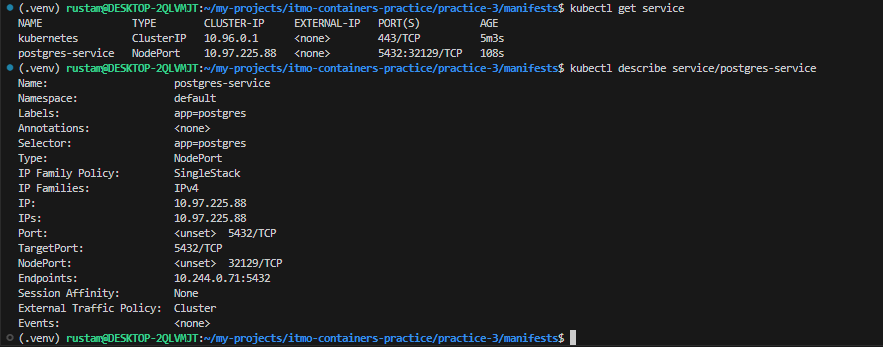 (.venv) rustam@DESKTOP-2QLVMJT:~/my-projects/itmo-containers-practice/practice-3/manifests$ kubectl get service
NAME TYPE CLUSTER-IP EXTERNAL-IP PORT(S) AGE
kubernetes ClusterIP 10.96.0.1 <none> 443/TCP 5m3s
postgres-service NodePort 10.97.225.88 <none> 5432:32129/TCP 108s
(.venv) rustam@DESKTOP-2QLVMJT:~/my-projects/itmo-containers-practice/practice-3/manifests$ kubectl describe service/postgres-service
Name: postgres-service
Namespace: default
Labels: app=postgres
Annotations: <none>
Selector: app=postgres
Type: NodePort
IP Family Policy: SingleStack
IP Families: IPv4
IP: 10.97.225.88
IPs: 10.97.225.88
Port: <unset> 5432/TCP
TargetPort: 5432/TCP
NodePort: <unset> 32129/TCP
Endpoints: 10.244.0.71:5432
Session Affinity: None
External Traffic Policy: Cluster
Events: <none>
(.venv) rustam@DESKTOP-2QLVMJT:~/my-projects/itmo-containers-practice/practice-3/manifests$